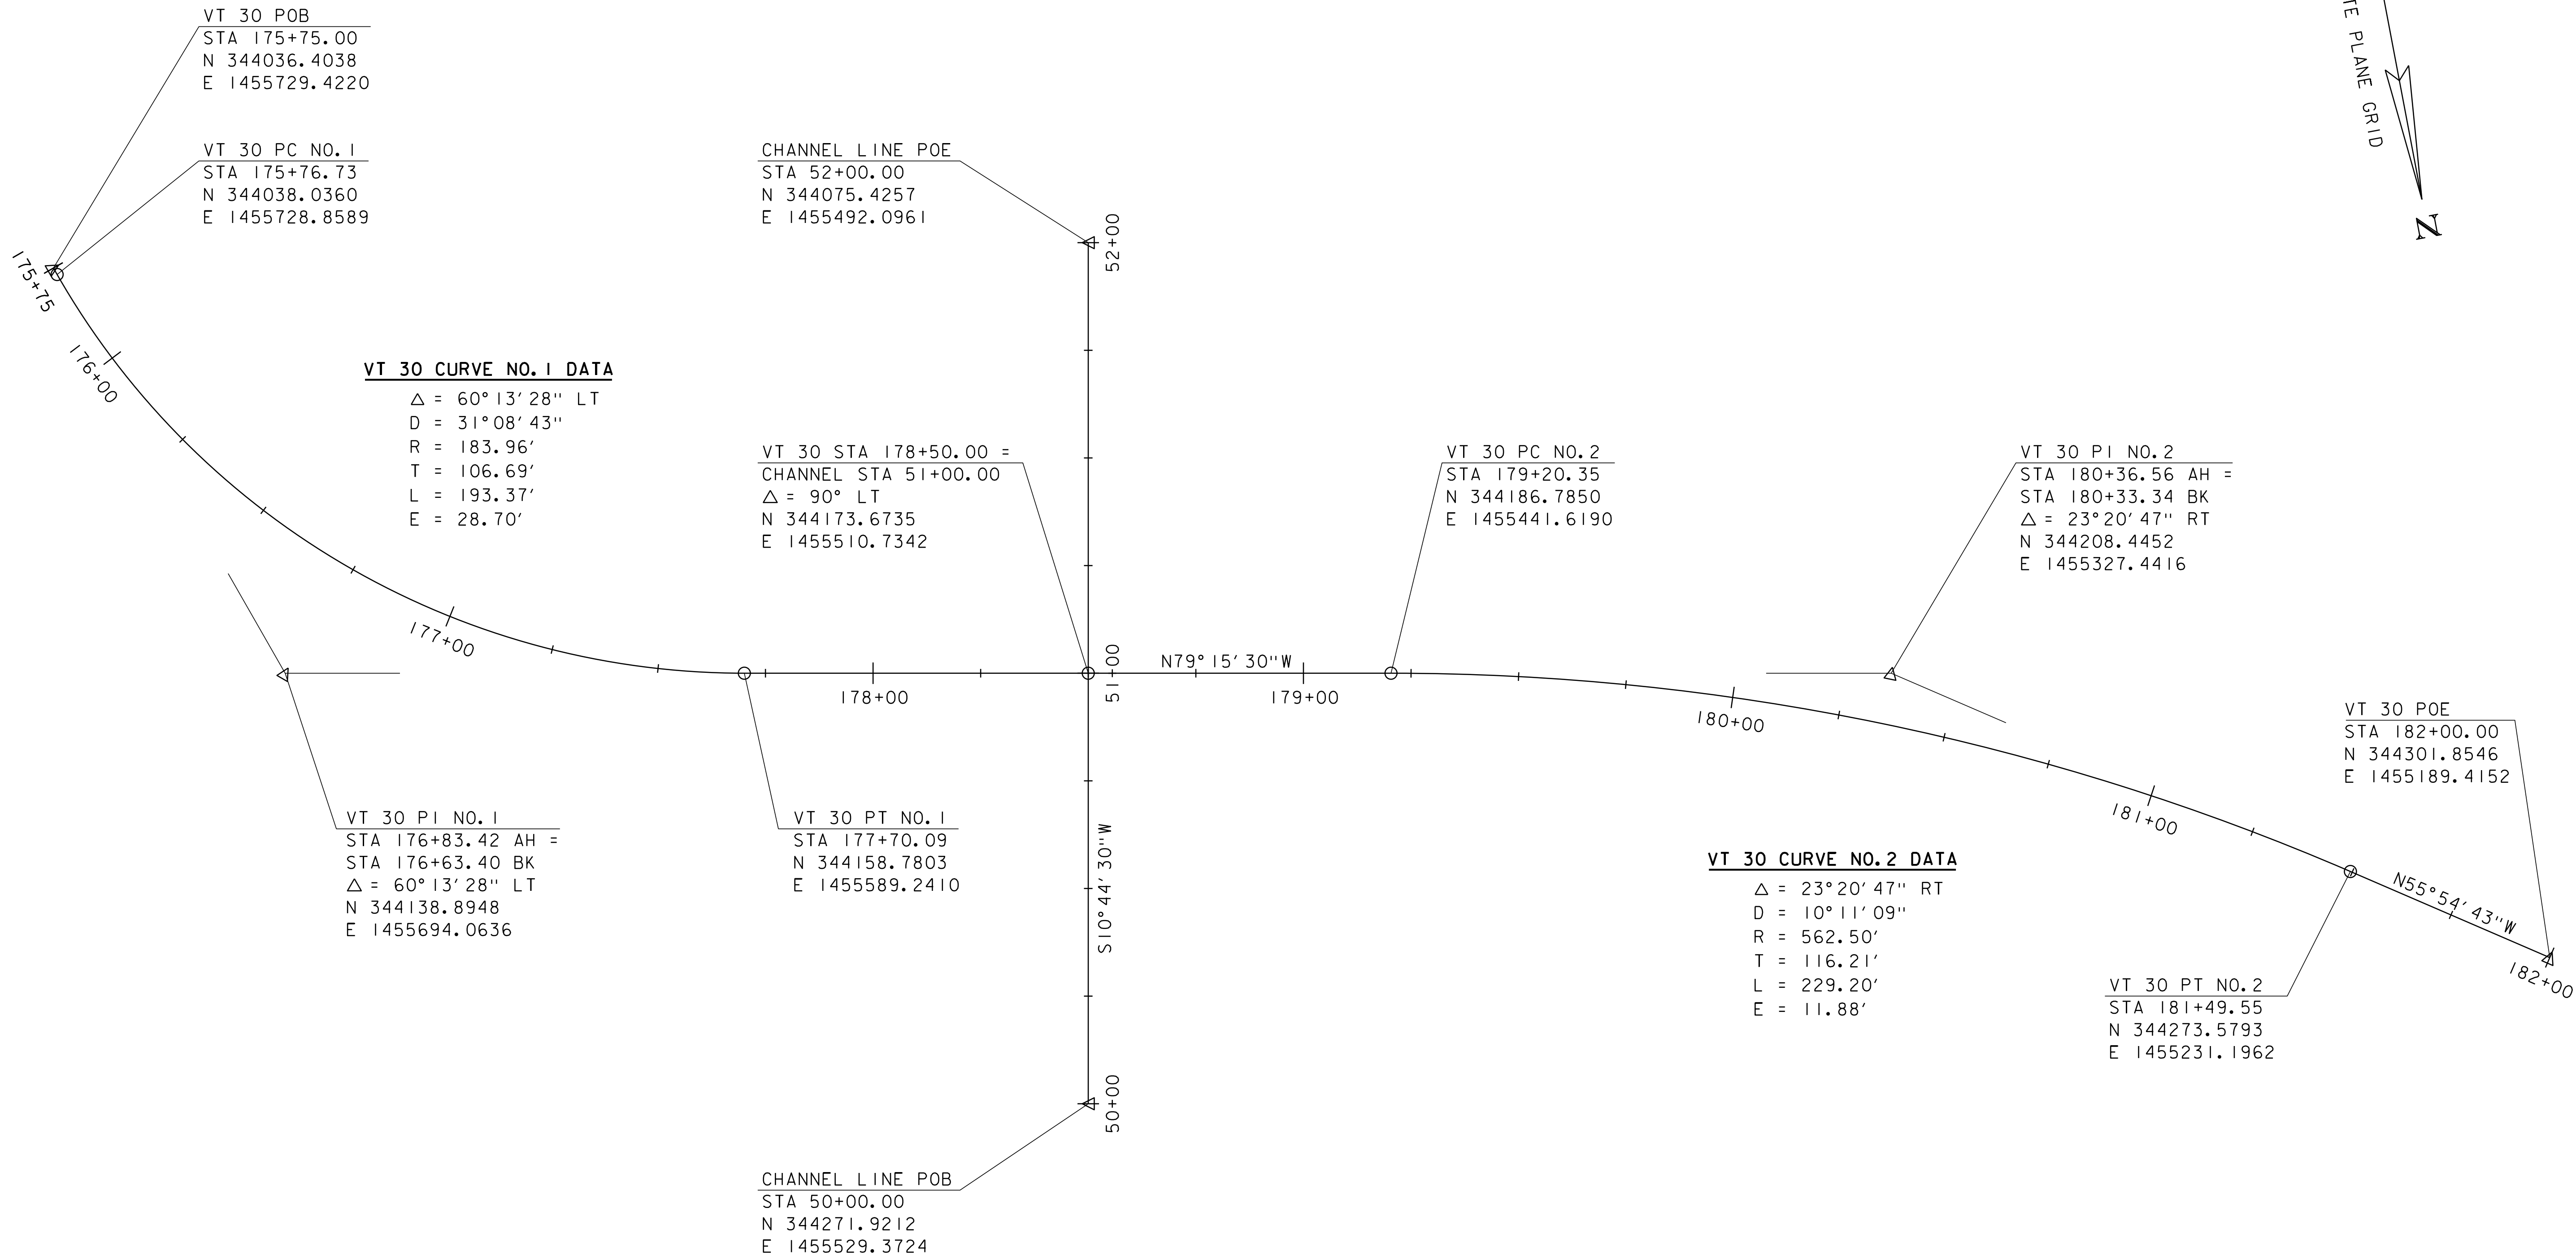 VT 30 POB
STA 175+75.00
N 344036.4038
E 1455729.4220
VT 30 PC NO.1
STA 175+76.73
N 344038.0360
E 1455728.8589
CHANNEL LINE POE
STA 52+00.00
N 344075.4257
E 1455492.0961
PLANE GRID
N
52+00
175+75
176+00
VT 30 CURVE NO.1 DATA
△ = 60°13'28" LT
D = 31°08'43"
R = 183.96'
T = 106.69'
L = 193.37'
E = 28.70'
VT 30 STA 178+50.00 =
CHANNEL STA 51+00.00
△ = 90° LT
N 344173.6735
E 1455510.7342
VT 30 PC NO.2
STA 179+20.35
N 344186.7850
E 1455441.6190
VT 30 PI NO.2
STA 180+36.56 AH =
STA 180+33.34 BK
△ = 23°20'47" RT
N 344208.4452
E 1455327.4416
177+00
178+00
51+00
N79°15'30"W
179+00
180+00
181+00
VT 30 POE
STA 182+00.00
N 344301.8546
E 1455189.4152
VT 30 PI NO.1
STA 176+83.42 AH =
STA 176+63.40 BK
△ = 60°13'28" LT
N 344138.8948
E 1455694.0636
VT 30 PT NO.1
STA 177+70.09
N 344158.7803
E 1455589.2410
S10°44'30"W
VT 30 CURVE NO.2 DATA
△ = 23°20'47" RT
D = 10°11'09"
R = 562.50'
T = 116.21'
L = 229.20'
E = 11.88'
N55°54'43"W
182+00
VT 30 PT NO.2
STA 181+49.55
N 344273.5793
E 1455231.1962
50+00
CHANNEL LINE POB
STA 50+00.00
N 344271.9212
E 1455529.3724